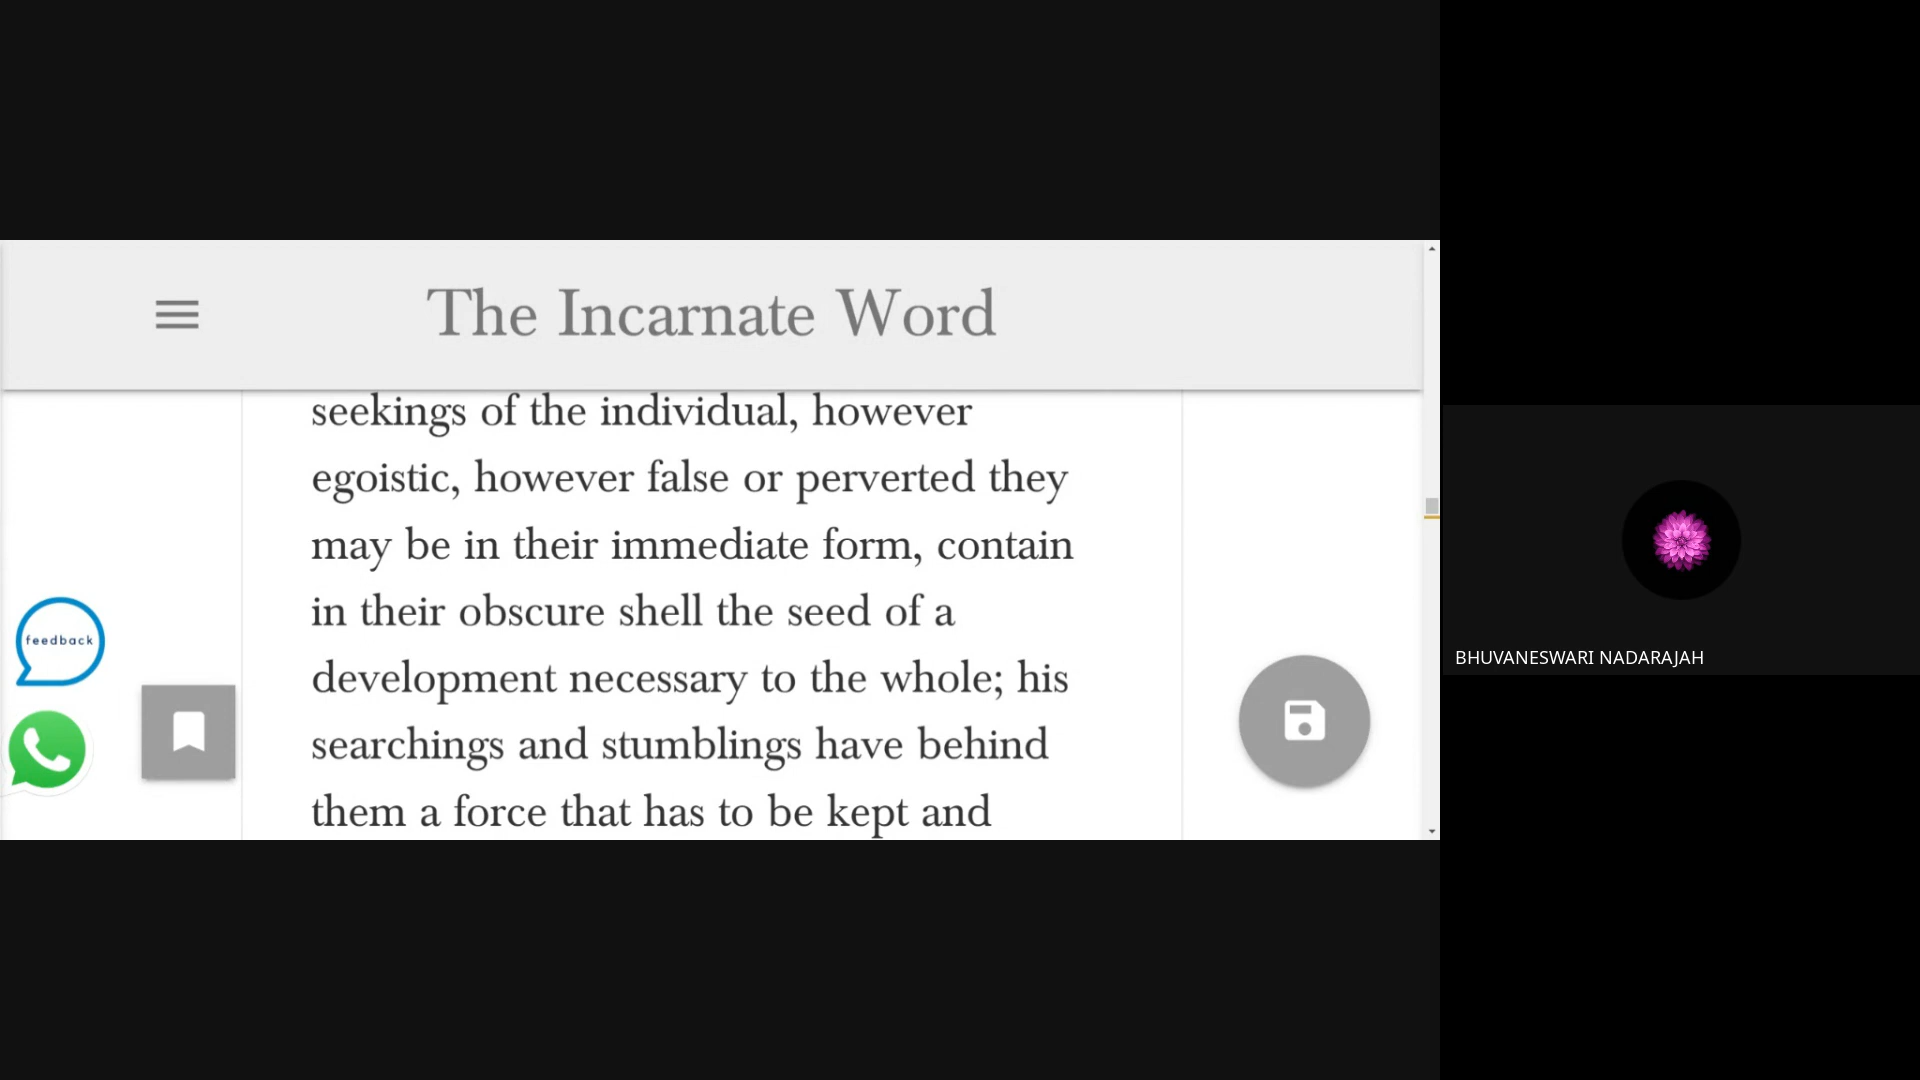 The Incarnate Word
seekings of the individual, however
egoistic, however false or perverted they
may be in their immediate form, contain
in their obscure shell the seed of a
development necessary to the whole; his
searchings and stumblings have behind
them a force that has to be kept and
feedback
BHUVANESWARI NADARAJAH